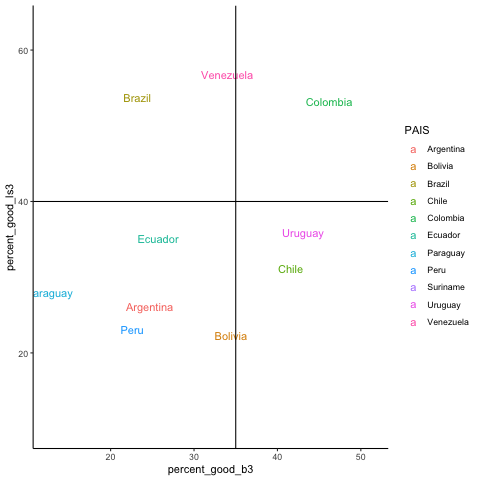 60
Venezuela
Brazil
Colombia
PAIS
a Argentina
a Bolivia
a Brazil
a Chile
a Colombia
a Ecuador
a Paraguay
a Peru
a Suriname
a Uruguay
a Venezuela
percent_good_ls3
40
Ecuador
Uruguay
Chile
araguay
Argentina
Peru
Bolivia
20
20
30
40
50
percent_good_b3